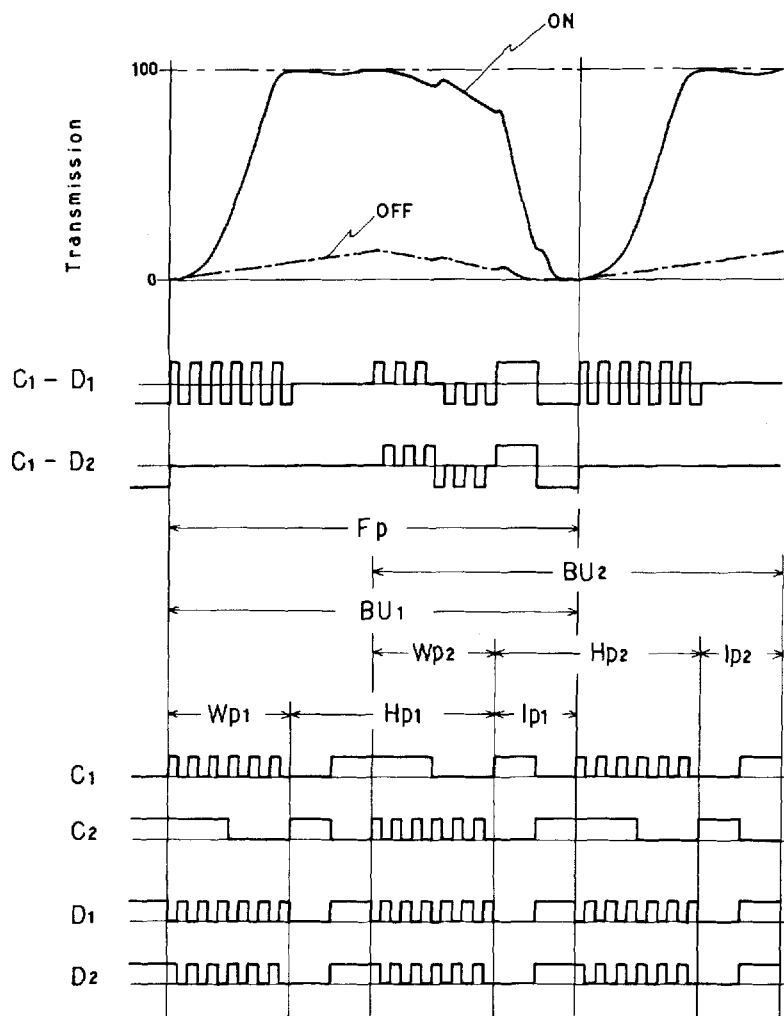 ON
100
Transmission
OFF
0
C1 - D1
C1 - D2
Fp
BU2
BU1
Wp2 Hp2 Ip2
Wp1 Hp1 Ip1
C1
C2
D1
D2